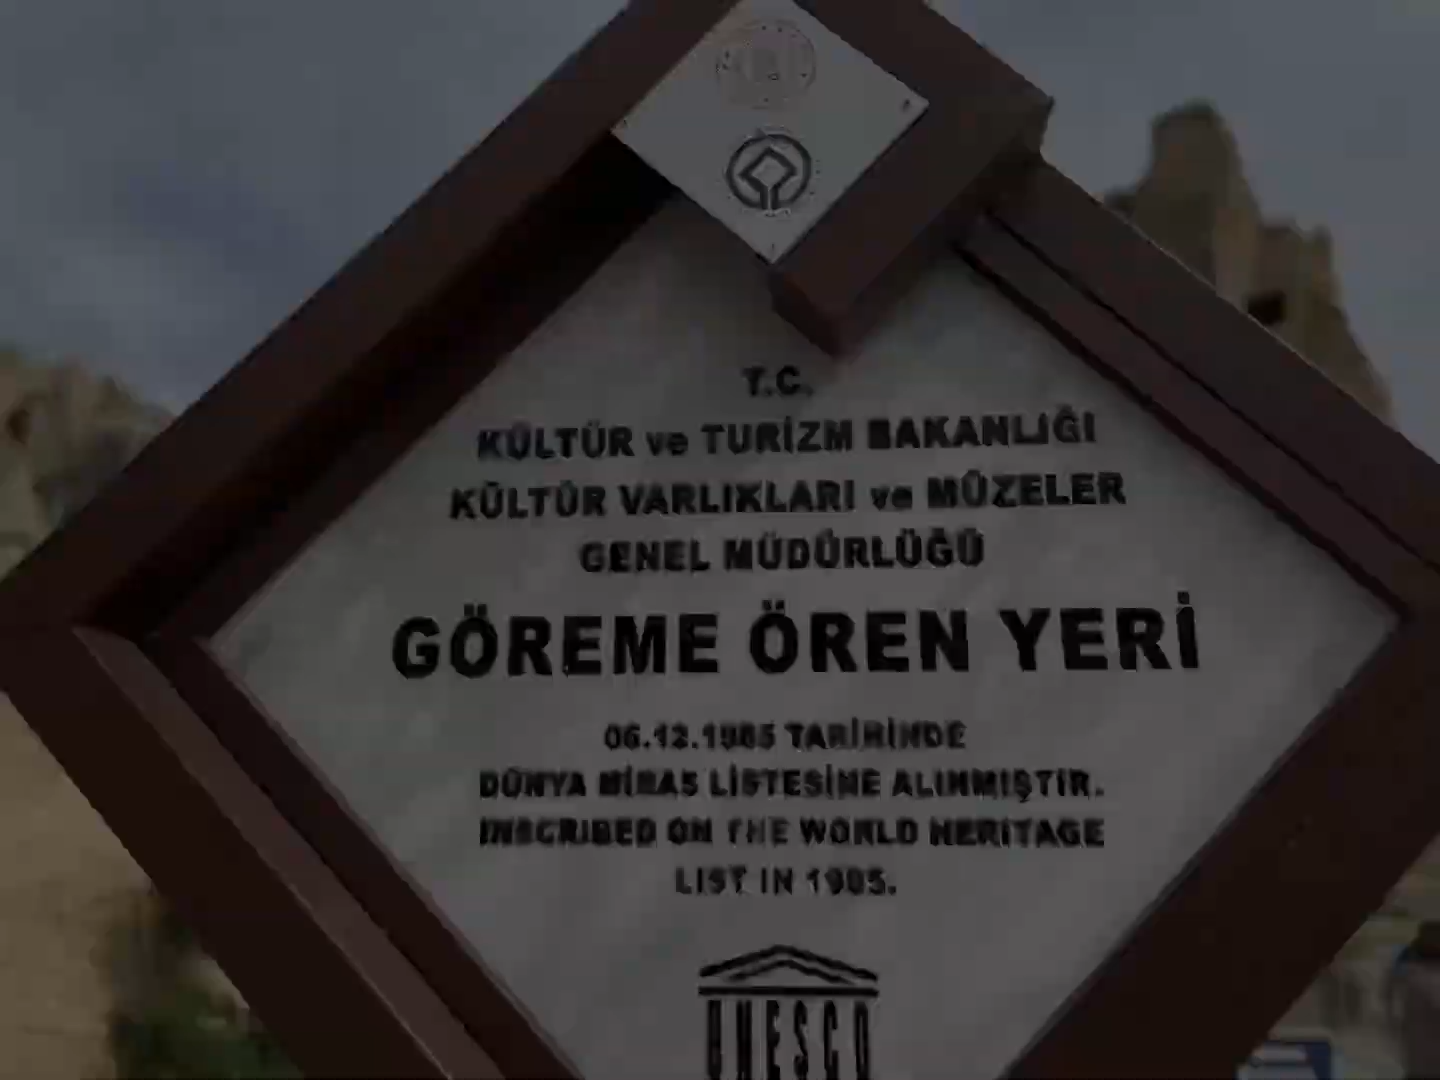 T.C.
KÜLTÜR ve TURİZM BAKANLIĞI
KÜLTÜR VARLIKLARI ve MÜZELER
GENEL MÜDÜRLÜĞÜ
GÖREME ÖREN YERİ
06.12.1985 TARİHİNDE
DÜNYA MİRAS LİSTESİNE ALINMIŞTIR.
INSCRIBED ON THE WORLD HERITAGE
LIST IN 1985.
UNESCO